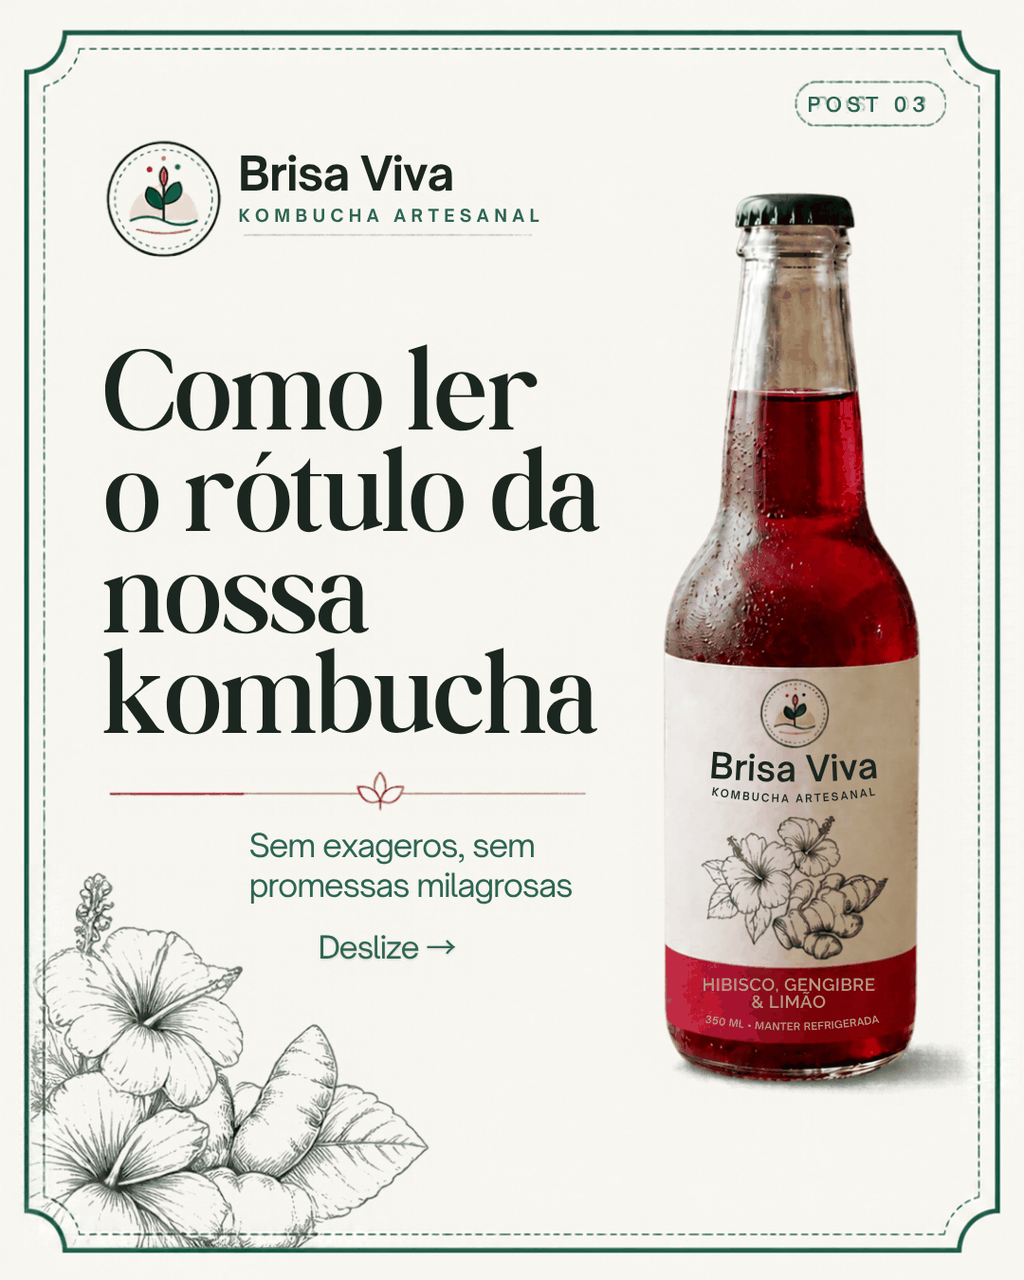 POST 03
Brisa Viva
KOMBUCHA ARTESANAL
Como ler
o rótulo da
nossa
kombucha
Sem exageros, sem
promessas milagrosas
Deslize →
Brisa Viva
KOMBUCHA ARTESANAL
HIBISCO, GENGIBRE
& LIMÃO
350 ML • MANTER REFRIGERADA